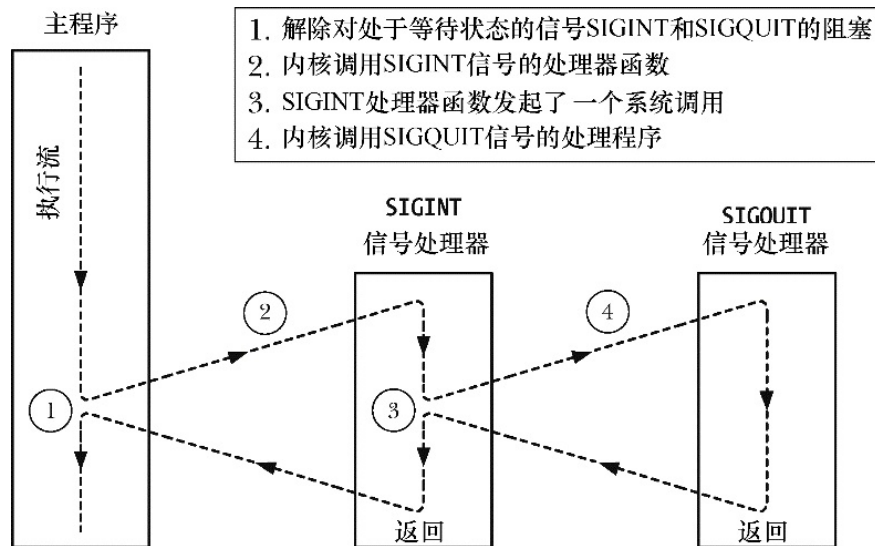 主程序
1. 解除对处于等待状态的信号SIGINT和SIGQUIT的阻塞
2. 内核调用SIGINT信号的处理器函数
3. SIGINT处理器函数发起了一个系统调用
4. 内核调用SIGQUIT信号的处理程序
执行流
SIGINT
信号处理器
SIGOUIT
信号处理器
2
4
1
3
返回
返回